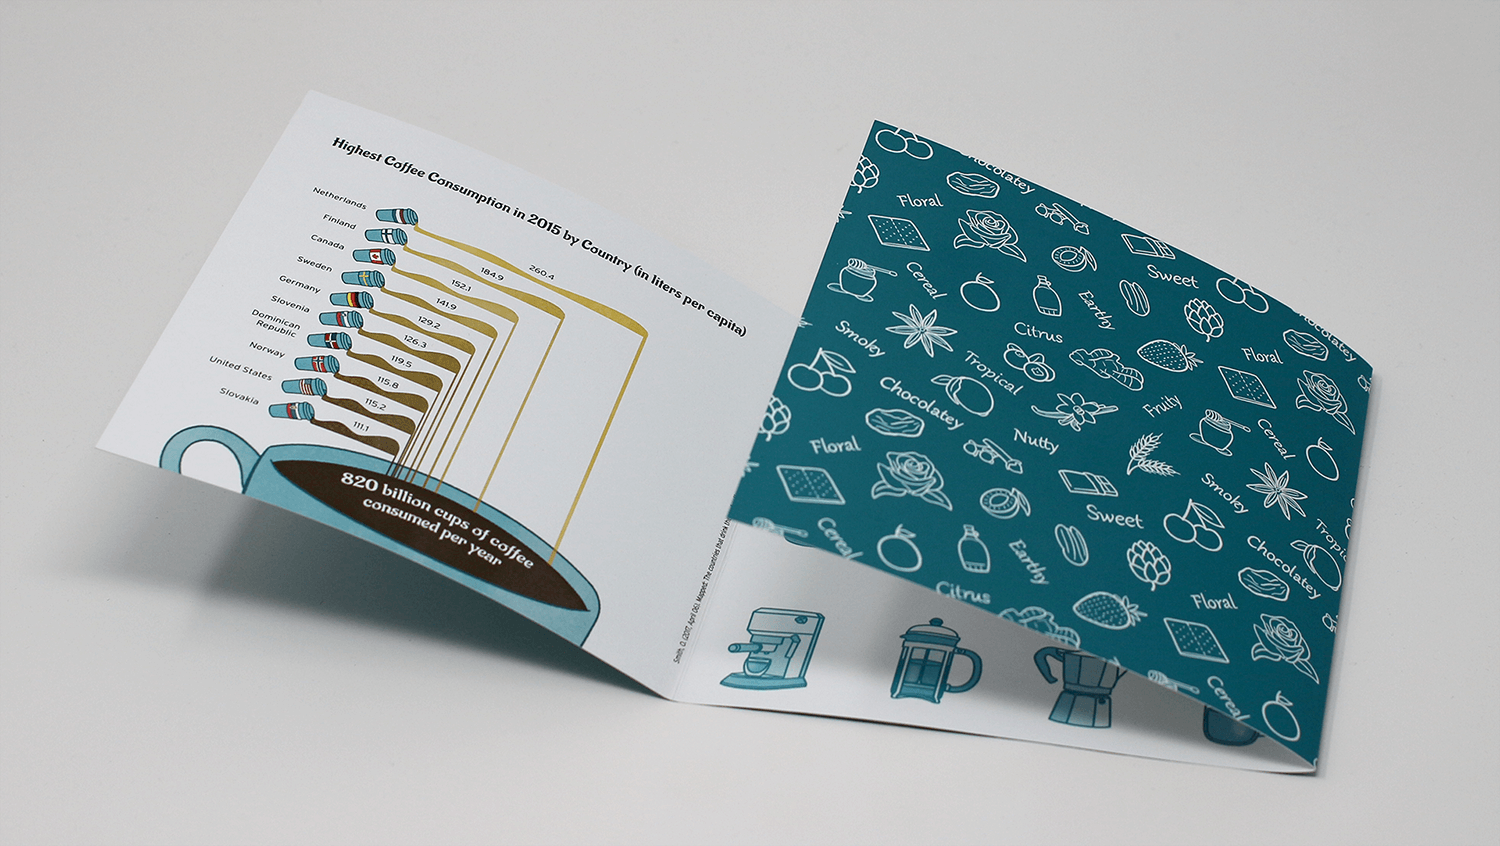 Highest Coffee Consumption in 2015 by Country (in liters per capita)
Netherlands
260.4
Finland
184.9
Canada
152.1
Sweden
141.9
Germany
129.2
Slovenia
126.3
Dominican
Republic
119.5
Norway
115.8
United States
115.2
Slovakia
111.1
820 billion cups of coffee
consumed per year
Smith, O. (2017, April 06). Mapped: The countries that drink the
Chocolatey
Floral
Sweet
Cereal
Earthy
Citrus
Chocolatey
Smoky
Tropical
Floral
Chocolatey
Fruity
Nutty
Cereal
Floral
Smoky
Sweet
Tropic
Cereal
Earthy
Chocolatey
Citrus
Floral
Cereal